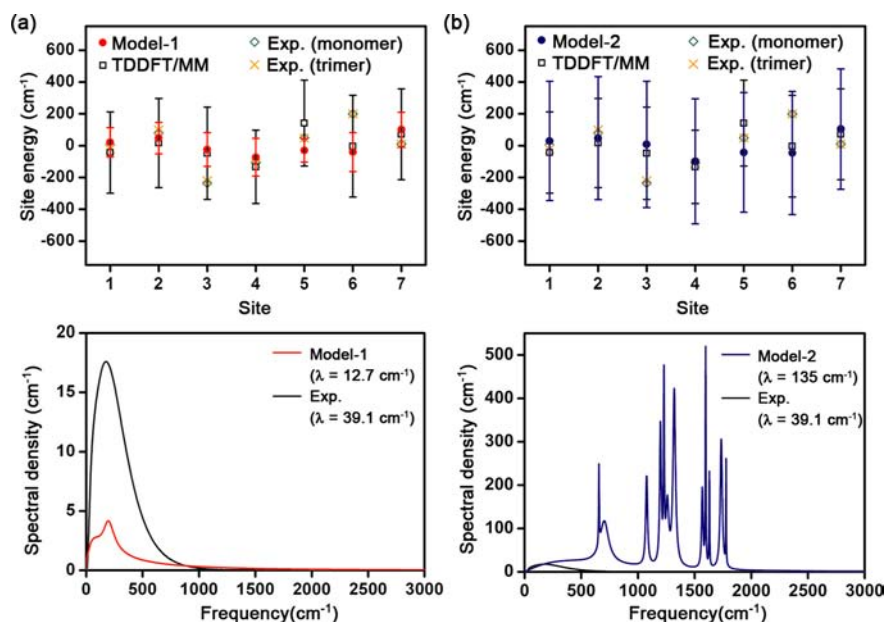 (a)
Model-1
TDDFT/MM
Exp. (monomer)
Exp. (trimer)
600
400
200
0
-200
-400
-600
Site energy (cm-1)
1 2 3 4 5 6 7
Site
(b)
Model-2
TDDFT/MM
Exp. (monomer)
Exp. (trimer)
600
400
200
0
-200
-400
-600
Site energy (cm-1)
1 2 3 4 5 6 7
Site
20
15
10
5
0
Spectral density (cm-1)
Model-1
(λ = 12.7 cm-1)
Exp.
(λ = 39.1 cm-1)
0 500 1000 1500 2000 2500 3000
Frequency(cm-1)
500
400
300
200
100
0
Spectral density (cm-1)
Model-2
(λ = 135 cm-1)
Exp.
(λ = 39.1 cm-1)
0 500 1000 1500 2000 2500 3000
Frequency(cm-1)